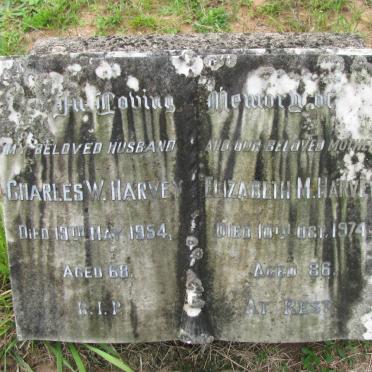 In Loving Memory of
MY BELOVED HUSBAND
CHARLES W. HARVEY
DIED 19TH MAY 1954.
AGED 68.
R.I.P
AND OUR BELOVED MOTHER
ELIZABETH M. HARVEY
DIED 10TH OCT. 1974
AGED 86.
AT REST